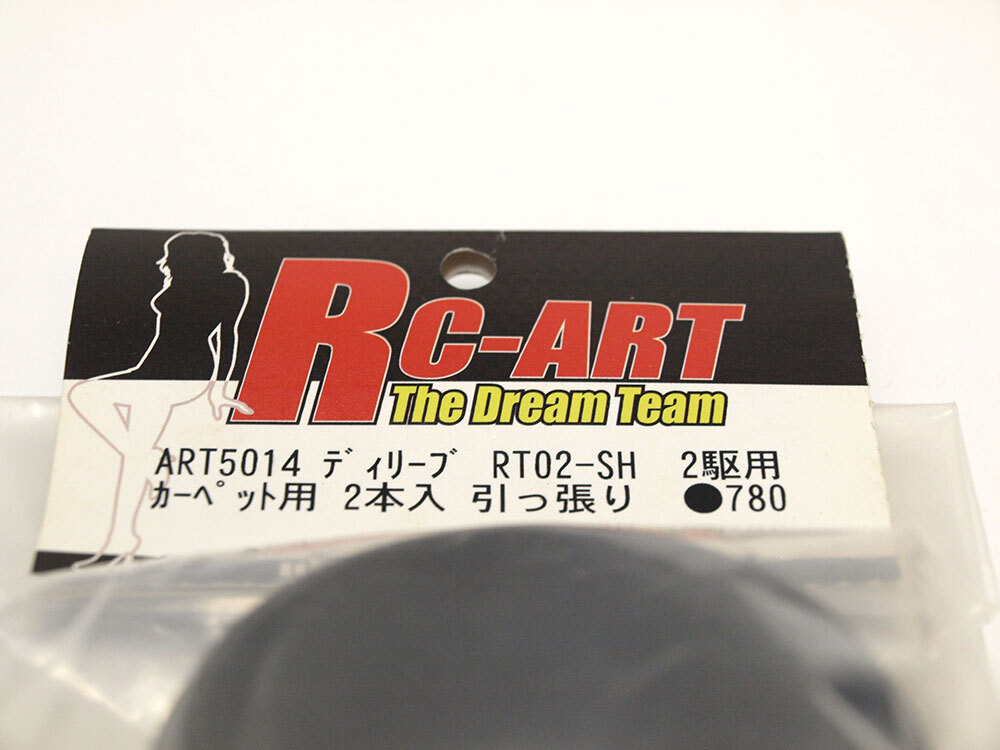 RC-ART
The Dream Team
ART5014 ﾃﾞｨﾘｰﾌﾞ RT02-SH 2駆用
ｶｰﾍﾟｯﾄ用 2本入 引っ張り ●780